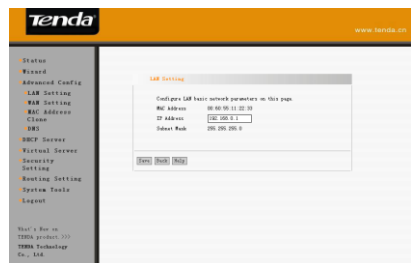 Tenda
www.tenda.cn
Status
Wizard
Advanced Config
LAN Setting
WAN Setting
MAC Address
Clone
DNS
DHCP Server
Virtual Server
Security
Setting
Routing Setting
System Tools
Logout
What's New on
TENDA product >>>
TENDA Technology
Co., Ltd.
LAN Setting
Configure LAN basic network parameters on this page
MAC Address 00:60:95:11:22:33
IP Address 192.168.0.1
Subnet Mask 255.255.255.0
Save Back Help